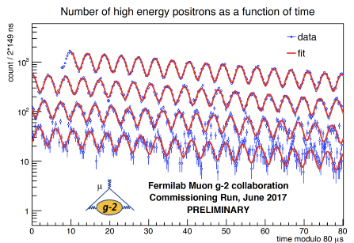 Number of high energy positrons as a function of time
count / 2*149 ns
10³
10²
10
1
data
fit
μ
g-2
Fermilab Muon g-2 collaboration
Commissioning Run, June 2017
PRELIMINARY
0 10 20 30 40 50 60 70 80
time modulo 80 μs